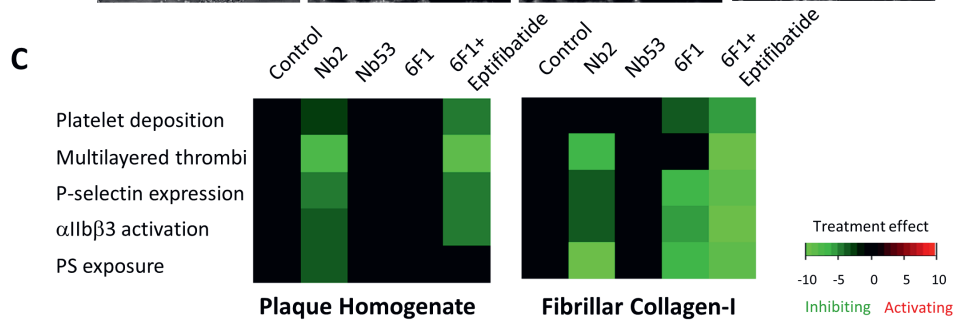 C
Control
Nb2
Nb53
6F1
6F1+
Eptifibatide
Control
Nb2
Nb53
6F1
6F1+
Eptifibatide
Platelet deposition
Multilayered thrombi
P-selectin expression
αIIbβ3 activation
PS exposure
Plaque Homogenate
Fibrillar Collagen-I
Treatment effect
-10 -5 0 5 10
Inhibiting Activating